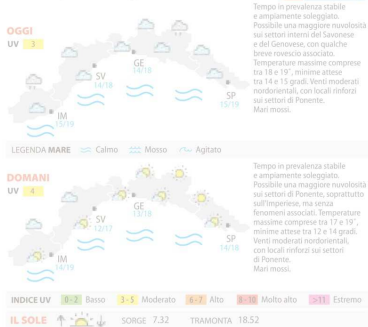 OGGI
UV 3
SV
14/18
GE
14/18
SP
15/19
IM
15/19
Tempo in prevalenza stabile
e ampiamente soleggiato.
Possibile una maggiore nuvolosità
sui settori interni del Savonese
e del Genovese, con qualche
breve rovescio associato.
Temperature massime comprese
tra 18 e 19°, minime attese
tra 14 e 15 gradi. Venti moderati
nordorientali, con locali rinforzi
sui settori di Ponente.
Mari mossi.
LEGENDA MARE Calmo Mosso Agitato
DOMANI
UV 4
SV
12/17
GE
13/19
SP
14/18
IM
14/19
Tempo in prevalenza stabile
e ampiamente soleggiato.
Possibile una maggiore nuvolosità
sui settori di Ponente, soprattutto
sull'Imperiese, ma senza
fenomeni associati. Temperature
massime comprese tra 17 e 19°,
minime attese tra 12 e 14 gradi.
Venti moderati nordorientali,
con locali rinforzi sui settori
di Ponente.
Mari mossi.
INDICE UV 0-2 Basso 3-5 Moderato 6-7 Alto 8-10 Molto alto >11 Estremo
IL SOLE SORGE 7.32 TRAMONTA 18.52